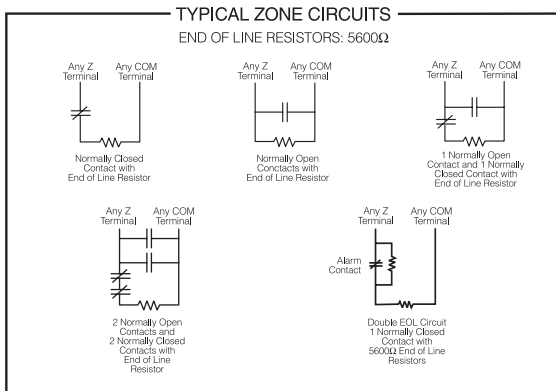 TYPICAL ZONE CIRCUITS
END OF LINE RESISTORS: 5600Ω
Any Z
Terminal
Any COM
Terminal
Normally Closed
Contact with
End of Line Resistor
Any Z
Terminal
Any COM
Terminal
Normally Open
Conctacts with
End of Line Resistor
Any Z
Terminal
Any COM
Terminal
1 Normally Open
Contact and 1 Normally
Closed Contact with
End of Line Resistor
Any Z
Terminal
Any COM
Terminal
2 Normally Open
Contacts and
2 Normally Closed
Contacts with
End of Line
Resistor
Any Z
Terminal
Any COM
Terminal
Alarm
Contact
Double EOL Circuit
1 Normally Closed
Contact with
5600Ω End of Line
Resistors